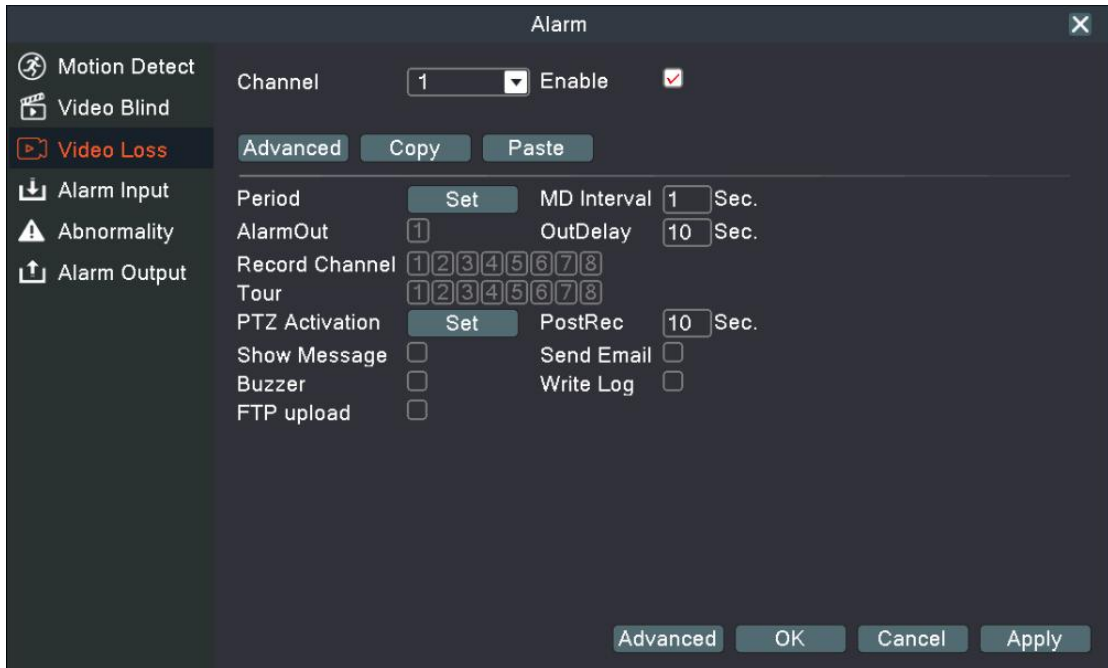 Alarm
Motion Detect
Video Blind
Video Loss
Alarm Input
Abnormality
Alarm Output
Channel 1 Enable
Advanced Copy Paste
Period Set MD Interval 1 Sec.
AlarmOut 1 OutDelay 10 Sec.
Record Channel 1 2 3 4 5 6 7 8
Tour 1 2 3 4 5 6 7 8
PTZ Activation Set PostRec 10 Sec.
Show Message Send Email
Buzzer Write Log
FTP upload
Advanced OK Cancel Apply